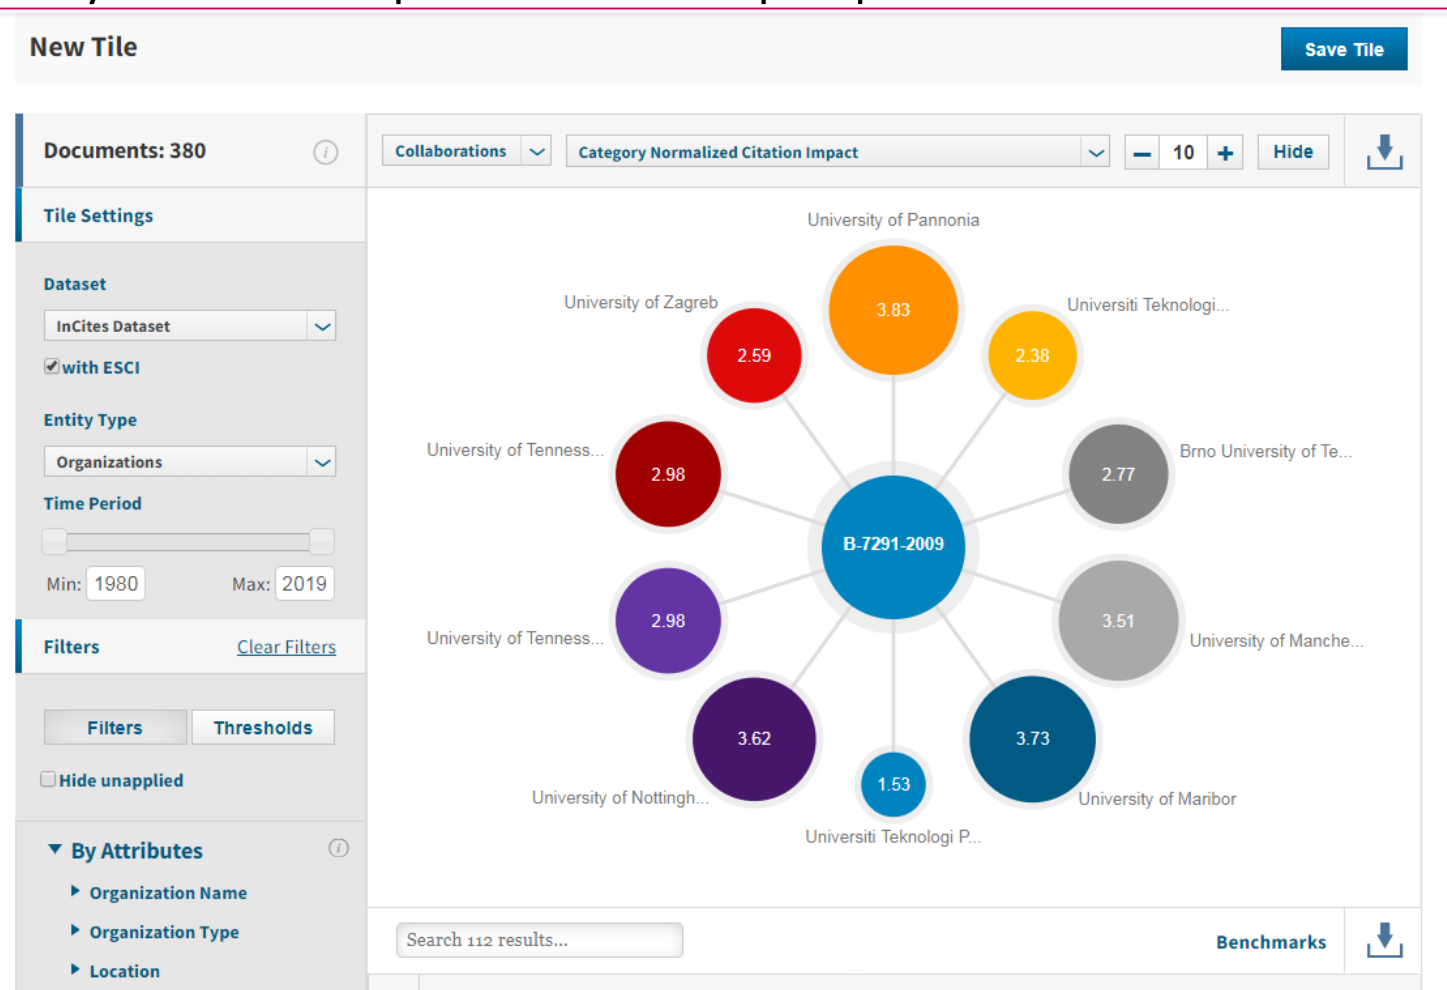 New Tile
Save Tile
Documents: 380
i
Collaborations
Category Normalized Citation Impact
10
Hide
Tile Settings
Dataset
InCites Dataset
with ESCI
Entity Type
Organizations
Time Period
Min: 1980 Max: 2019
Filters Clear Filters
Filters Thresholds
Hide unapplied
By Attributes
i
Organization Name
Organization Type
Location
University of Pannonia
3.83
University of Zagreb
2.59
Universiti Teknologi...
2.38
University of Tenness...
2.98
Brno University of Te...
2.77
B-7291-2009
University of Tenness...
2.98
3.51
University of Manche...
3.62
University of Nottingh...
1.53
Universiti Teknologi P...
3.73
University of Maribor
Search 112 results...
Benchmarks